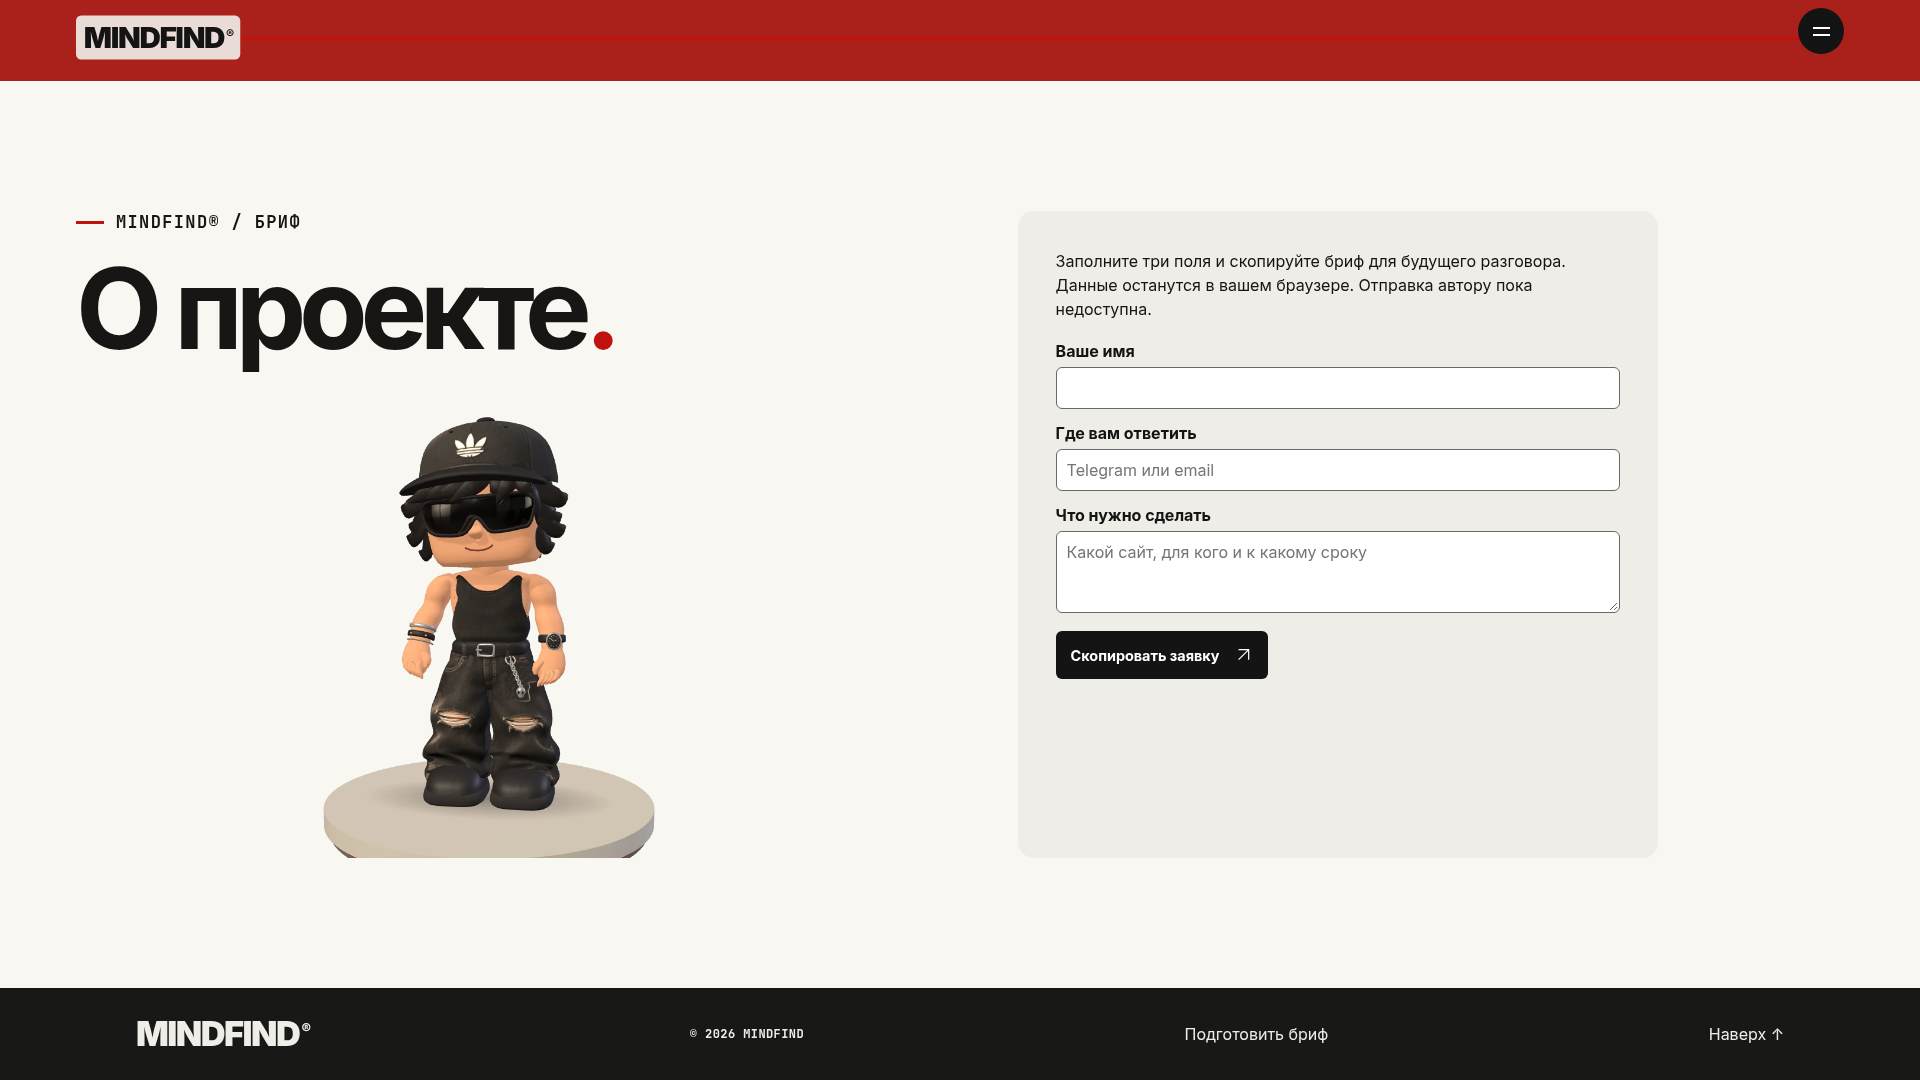 MINDFIND®
MINDFIND® / БРИФ
О проекте.
Заполните три поля и скопируйте бриф для будущего разговора.
Данные останутся в вашем браузере. Отправка автору пока
недоступна.
Ваше имя
Где вам ответить
Telegram или email
Что нужно сделать
Какой сайт, для кого и к какому сроку
Скопировать заявку
MINDFIND®
© 2026 MINDFIND
Подготовить бриф
Наверх ↑